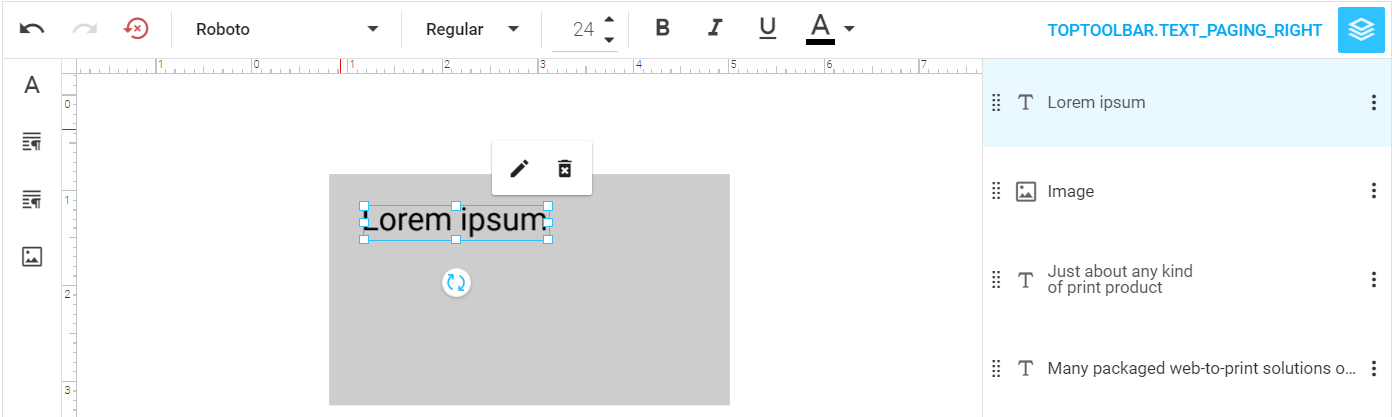 Roboto
Regular
24
B
I
U
A
TOPTOOLBAR.TEXT_PAGING_RIGHT
1 0 1 2 3 4 5 6 7
A
0
1
2
3
Lorem ipsum
Lorem ipsum
Image
Just about any kind
of print product
Many packaged web-to-print solutions o...